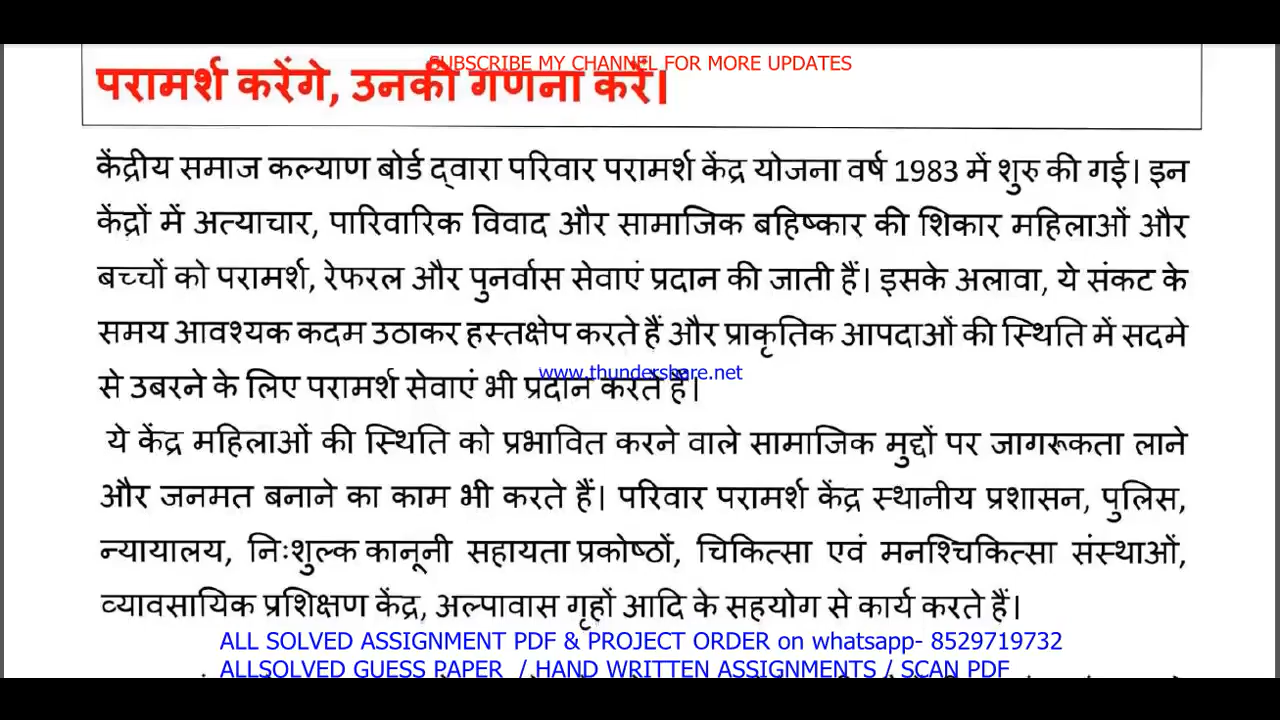 SUBSCRIBE MY CHANNEL FOR MORE UPDATES
परामर्श करेंगे, उनकी गणना करें।
केंद्रीय समाज कल्याण बोर्ड द्वारा परिवार परामर्श केंद्र योजना वर्ष 1983 में शुरु की गई। इन
केंद्रों में अत्याचार, पारिवारिक विवाद और सामाजिक बहिष्कार की शिकार महिलाओं और
बच्चों को परामर्श, रेफरल और पुनर्वास सेवाएं प्रदान की जाती हैं। इसके अलावा, ये संकट के
समय आवश्यक कदम उठाकर हस्तक्षेप करते हैं और प्राकृतिक आपदाओं की स्थिति में सदमे
www.thundershare.net
से उबरने के लिए परामर्श सेवाएं भी प्रदान करते हैं।
ये केंद्र महिलाओं की स्थिति को प्रभावित करने वाले सामाजिक मुद्दों पर जागरूकता लाने
और जनमत बनाने का काम भी करते हैं। परिवार परामर्श केंद्र स्थानीय प्रशासन, पुलिस,
न्यायालय, निःशुल्क कानूनी सहायता प्रकोष्ठों, चिकित्सा एवं मनश्चिकित्सा संस्थाओं,
व्यावसायिक प्रशिक्षण केंद्र, अल्पावास गृहों आदि के सहयोग से कार्य करते हैं।
ALL SOLVED ASSIGNMENT PDF & PROJECT ORDER on whatsapp- 8529719732
ALLSOLVED GUESS PAPER / HAND WRITTEN ASSIGNMENTS / SCAN PDF